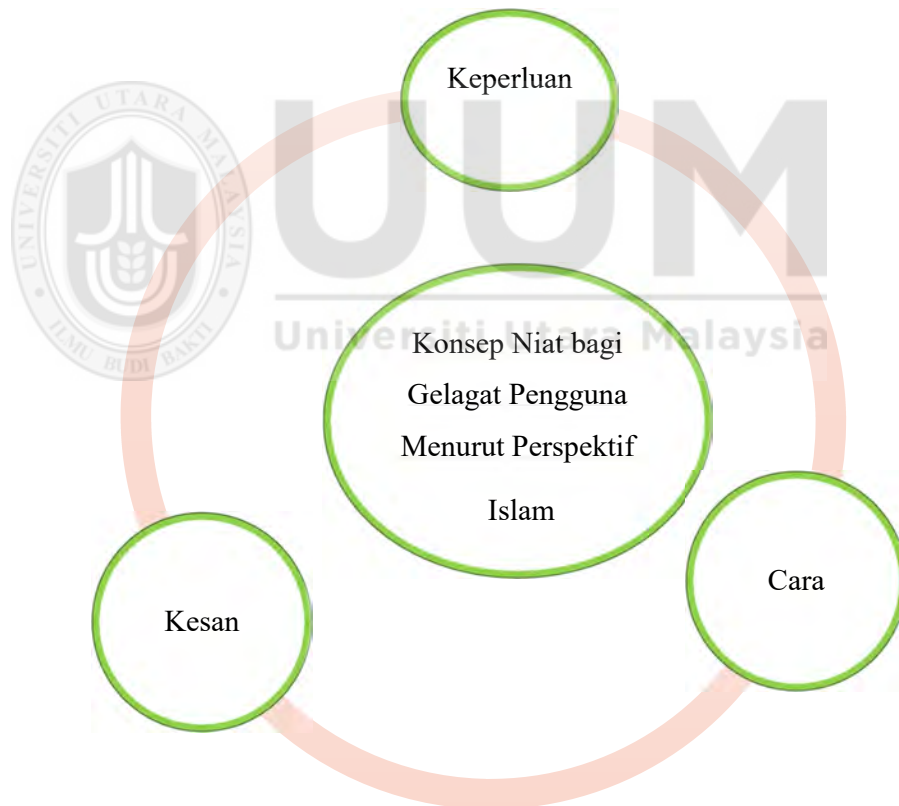 Keperluan
UNIVERSITI UTARA MALAYSIA
ILMU BUDI BAKTI
UUM
Universiti Utara Malaysia
Konsep Niat bagi
Gelagat Pengguna
Menurut Perspektif
Islam
Cara
Kesan